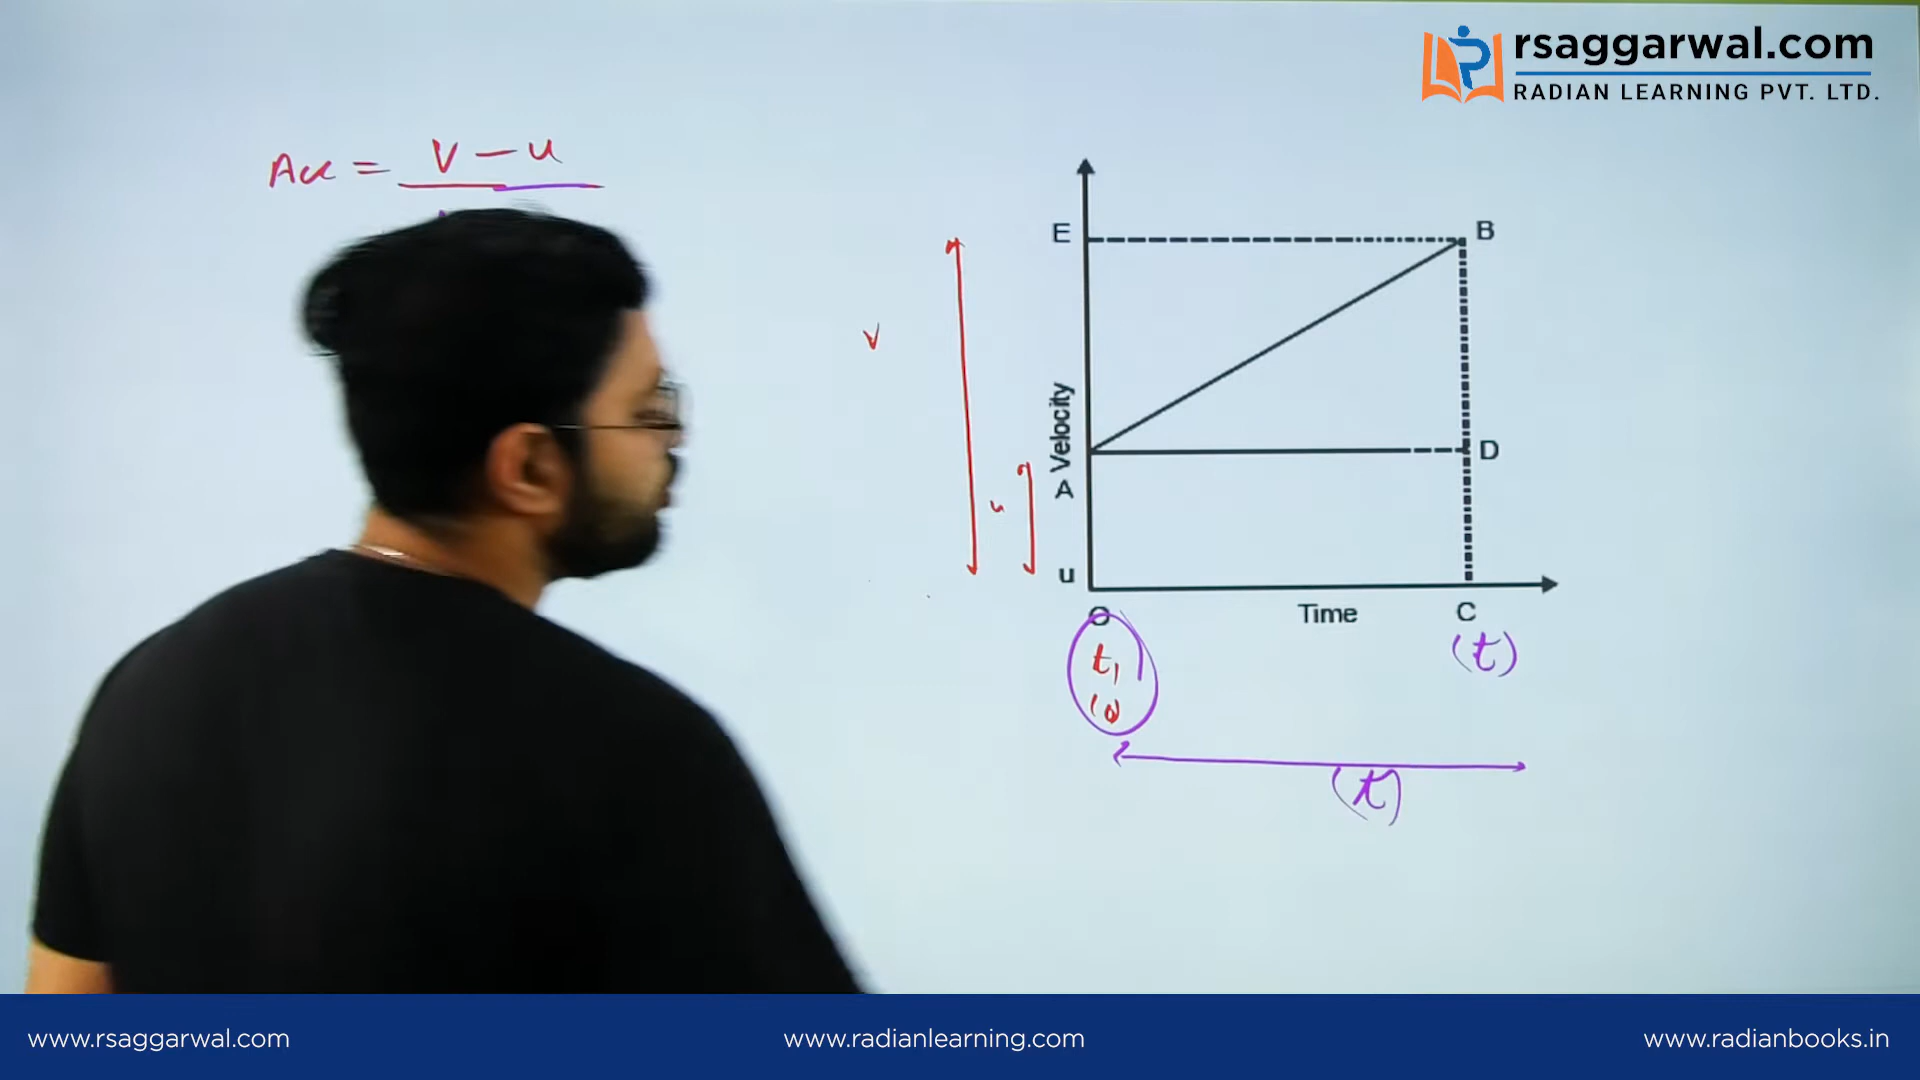 rsaggarwal.com
RADIAN LEARNING PVT. LTD.
Acc = v - u
E
B
v
Velocity
D
A
u
u
O
Time
C
t₁
(0)
(t)
(t)
www.rsaggarwal.com
www.radianlearning.com
www.radianbooks.in